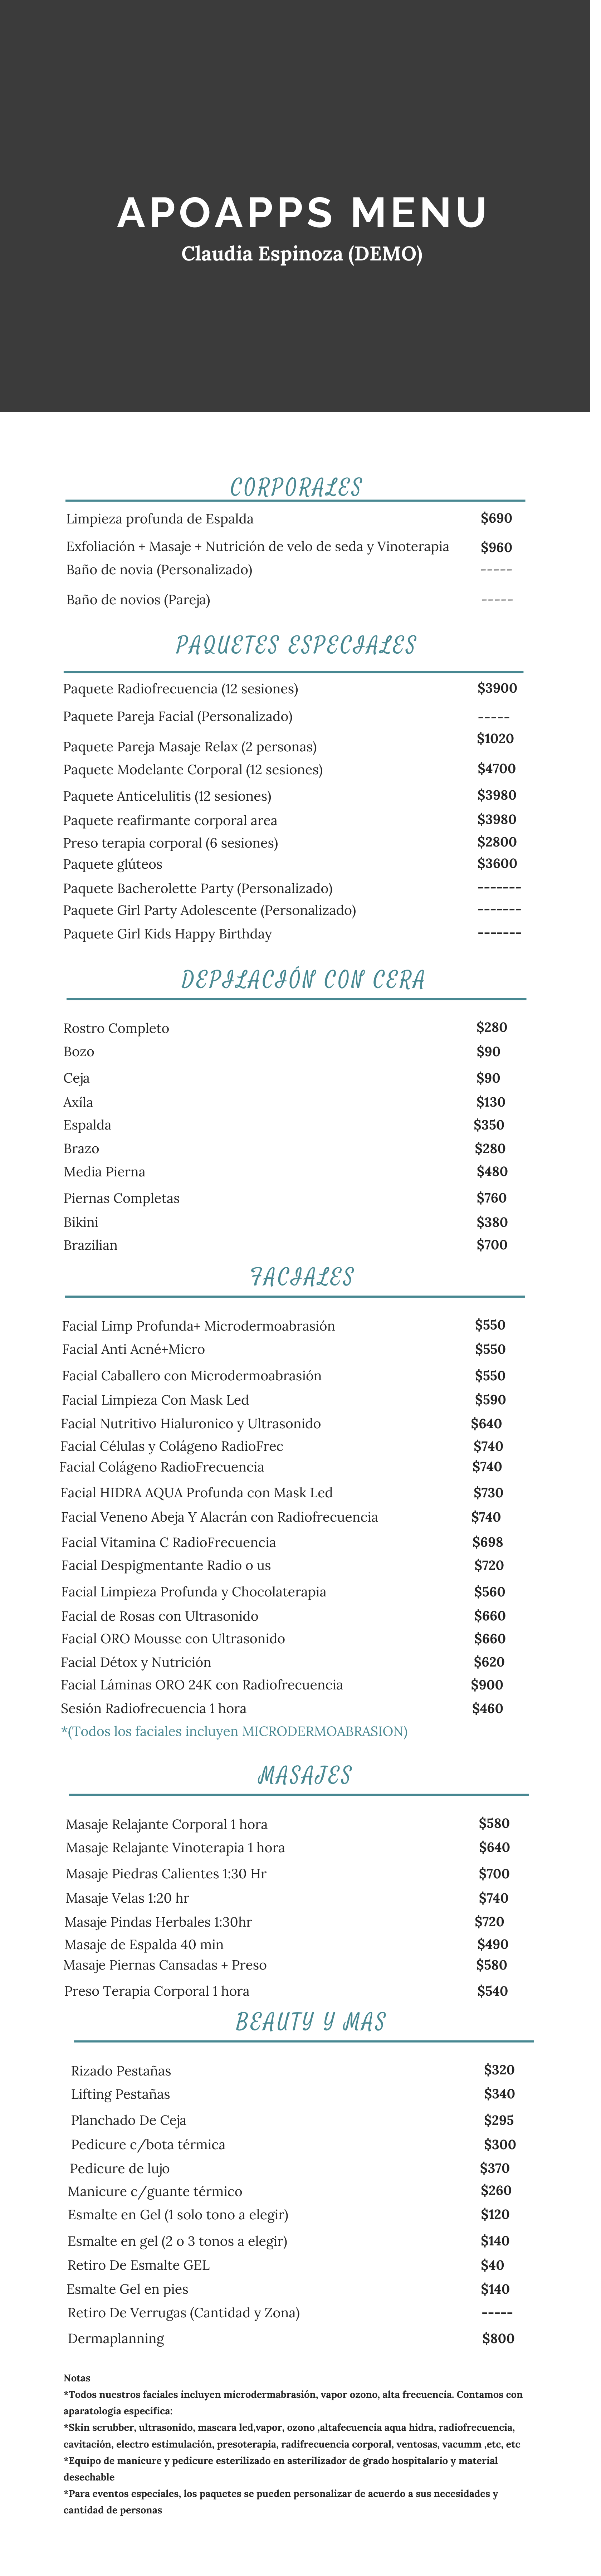 APOAPPS MENU
Claudia Espinoza (DEMO)
CORPORALES
Limpieza profunda de Espalda $690
Exfoliación + Masaje + Nutrición de velo de seda y Vinoterapia $960
Baño de novia (Personalizado) -----
Baño de novios (Pareja) -----
PAQUETES ESPECIALES
Paquete Radiofrecuencia (12 sesiones) $3900
Paquete Pareja Facial (Personalizado) -----
Paquete Pareja Masaje Relax (2 personas) $1020
Paquete Modelante Corporal (12 sesiones) $4700
Paquete Anticelulitis (12 sesiones) $3980
Paquete reafirmante corporal area $3980
Preso terapia corporal (6 sesiones) $2800
Paquete glúteos $3600
Paquete Bacherolette Party (Personalizado) -------
Paquete Girl Party Adolescente (Personalizado) -------
Paquete Girl Kids Happy Birthday -------
DEPILACIÓN CON CERA
Rostro Completo $280
Bozo $90
Ceja $90
Axíla $130
Espalda $350
Brazo $280
Media Pierna $480
Piernas Completas $760
Bikini $380
Brazilian $700
FACIALES
Facial Limp Profunda+ Microdermoabrasión $550
Facial Anti Acné+Micro $550
Facial Caballero con Microdermoabrasión $550
Facial Limpieza Con Mask Led $590
Facial Nutritivo Hialuronico y Ultrasonido $640
Facial Células y Colágeno RadioFrec $740
Facial Colágeno RadioFrecuencia $740
Facial HIDRA AQUA Profunda con Mask Led $730
Facial Veneno Abeja Y Alacrán con Radiofrecuencia $740
Facial Vitamina C RadioFrecuencia $698
Facial Despigmentante Radio o us $720
Facial Limpieza Profunda y Chocolaterapia $560
Facial de Rosas con Ultrasonido $660
Facial ORO Mousse con Ultrasonido $660
Facial Détox y Nutrición $620
Facial Láminas ORO 24K con Radiofrecuencia $900
Sesión Radiofrecuencia 1 hora $460
*(Todos los faciales incluyen MICRODERMOABRASION)
MASAJES
Masaje Relajante Corporal 1 hora $580
Masaje Relajante Vinoterapia 1 hora $640
Masaje Piedras Calientes 1:30 Hr $700
Masaje Velas 1:20 hr $740
Masaje Pindas Herbales 1:30hr $720
Masaje de Espalda 40 min $490
Masaje Piernas Cansadas + Preso $580
Preso Terapia Corporal 1 hora $540
BEAUTY Y MAS
Rizado Pestañas $320
Lifting Pestañas $340
Planchado De Ceja $295
Pedicure c/bota térmica $300
Pedicure de lujo $370
Manicure c/guante térmico $260
Esmalte en Gel (1 solo tono a elegir) $120
Esmalte en gel (2 o 3 tonos a elegir) $140
Retiro De Esmalte GEL $40
Esmalte Gel en pies $140
Retiro De Verrugas (Cantidad y Zona) -----
Dermaplanning $800
Notas
*Todos nuestros faciales incluyen microdermabrasión, vapor ozono, alta frecuencia. Contamos con
aparatología específica:
*Skin scrubber, ultrasonido, mascara led,vapor, ozono ,altafecuencia aqua hidra, radiofrecuencia,
cavitación, electro estimulación, presoterapia, radifrecuencia corporal, ventosas, vacumm ,etc, etc
*Equipo de manicure y pedicure esterilizado en asterilizador de grado hospitalario y material
desechable
*Para eventos especiales, los paquetes se pueden personalizar de acuerdo a sus necesidades y
cantidad de personas